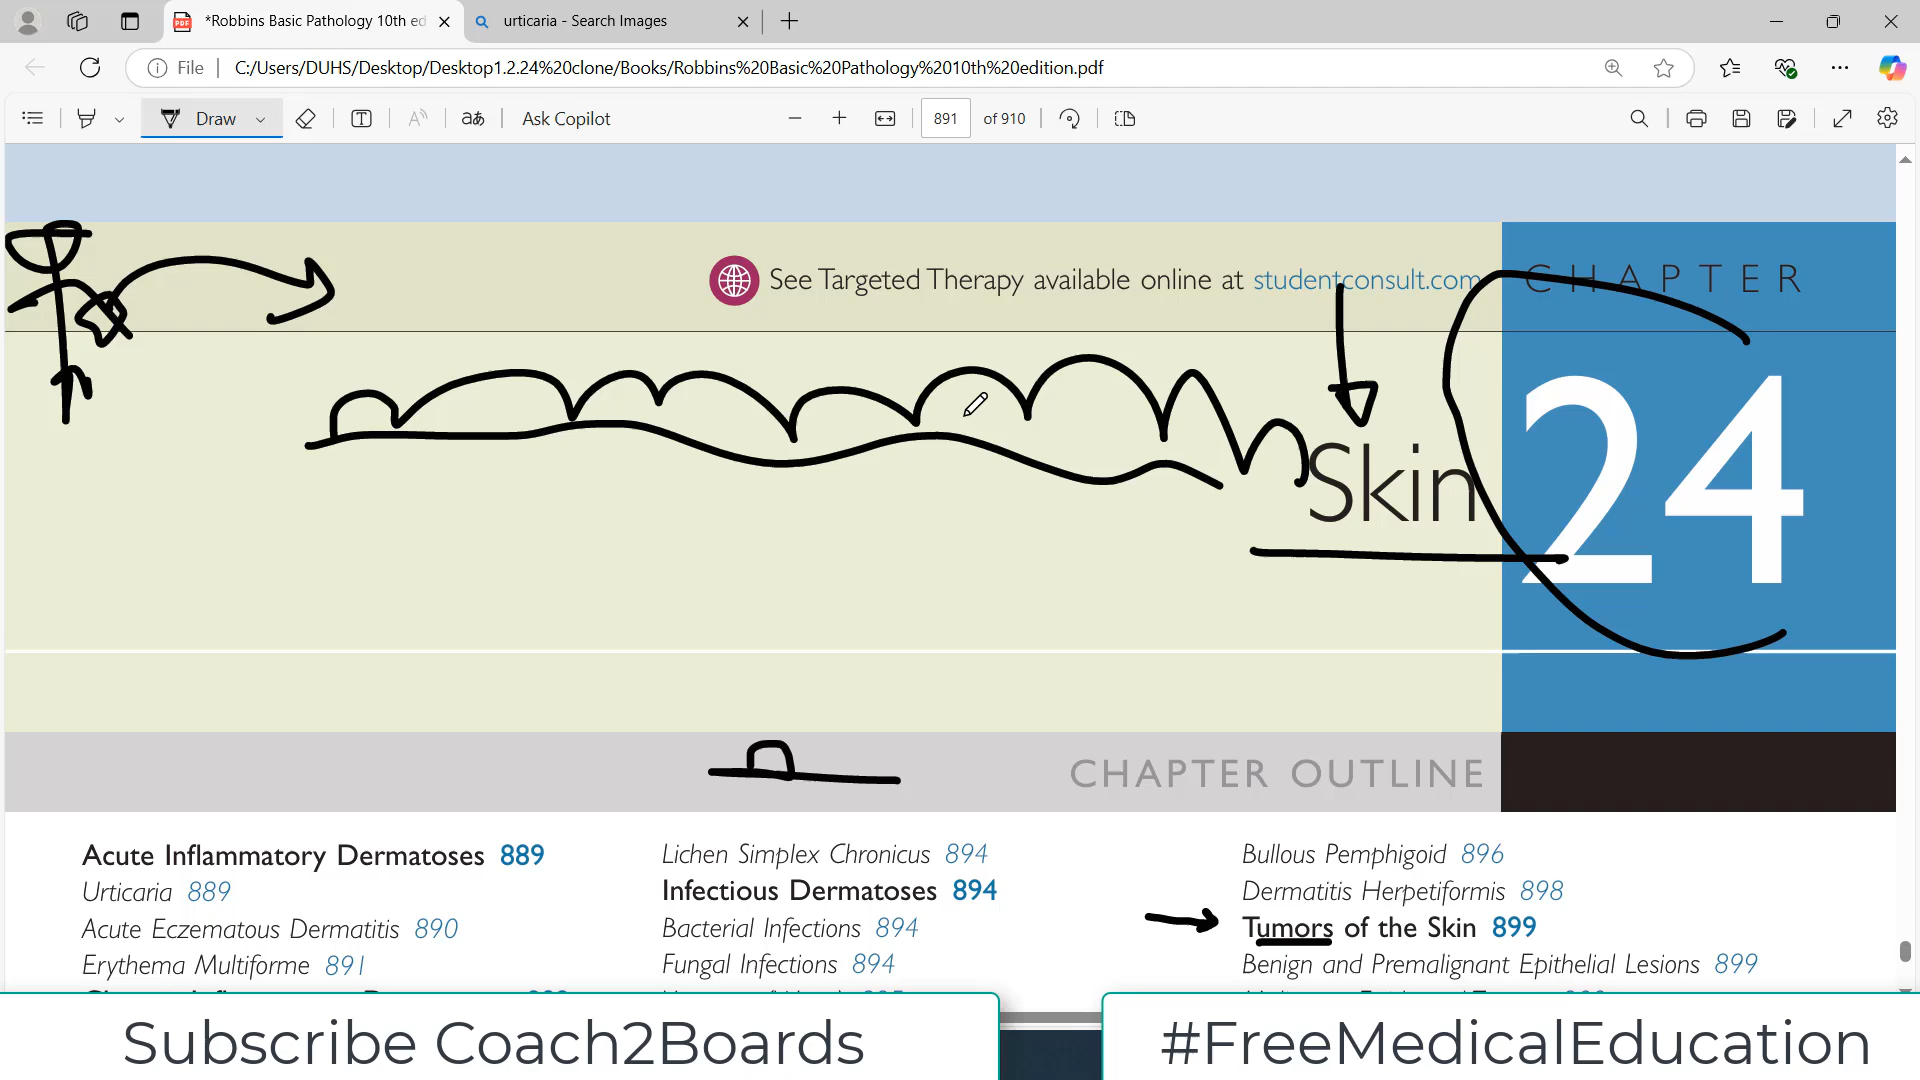 *Robbins Basic Pathology 10th ed
urticaria - Search Images
File
C:/Users/DUHS/Desktop/Desktop1.2.24%20clone/Books/Robbins%20Basic%20Pathology%2010th%20edition.pdf
Draw
Ask Copilot
891 of 910
See Targeted Therapy available online at studentconsult.com
CHAPTER
24
Skin
CHAPTER OUTLINE
Acute Inflammatory Dermatoses 889
Urticaria 889
Acute Eczematous Dermatitis 890
Erythema Multiforme 891
Lichen Simplex Chronicus 894
Infectious Dermatoses 894
Bacterial Infections 894
Fungal Infections 894
Bullous Pemphigoid 896
Dermatitis Herpetiformis 898
Tumors of the Skin 899
Benign and Premalignant Epithelial Lesions 899
Subscribe Coach2Boards
#FreeMedicalEducation